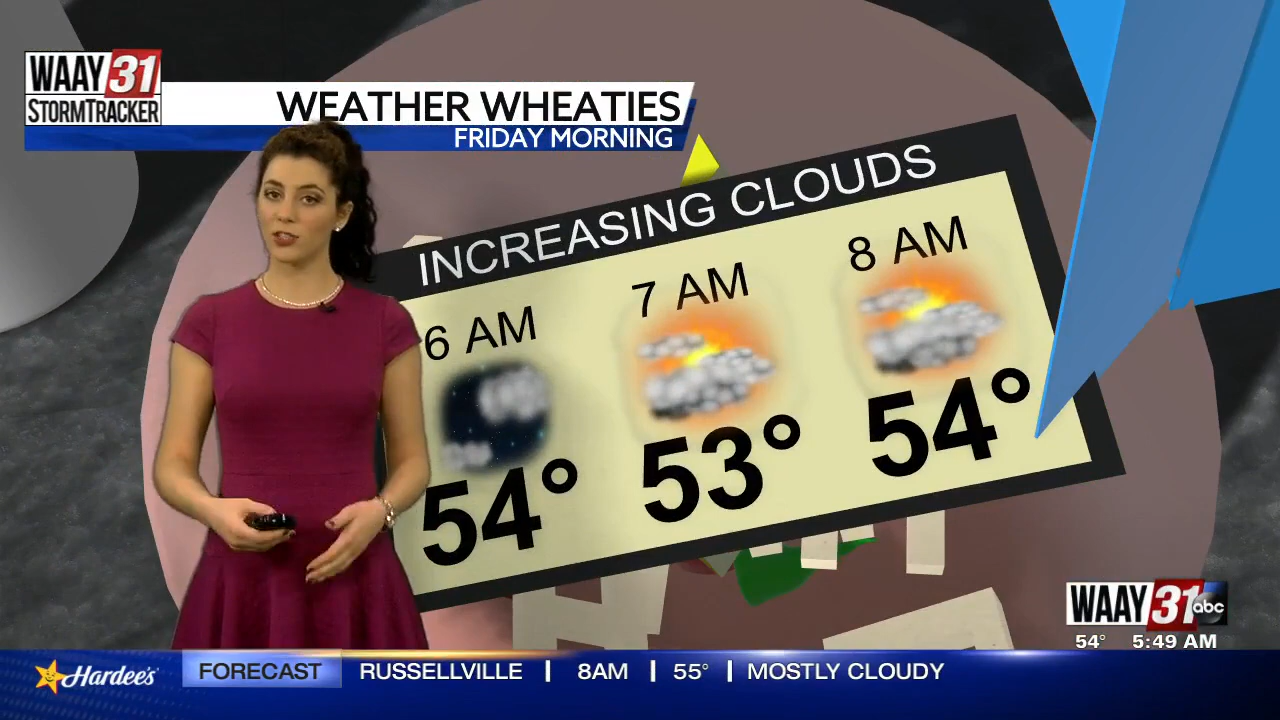 WAAY 31
STORMTRACKER
WEATHER WHEATIES
FRIDAY MORNING
INCREASING CLOUDS
6 AM
54°
7 AM
53°
8 AM
54°
WAAY 31 abc
54° 5:49 AM
Hardee's FORECAST RUSSELLVILLE | 8AM | 55° | MOSTLY CLOUDY